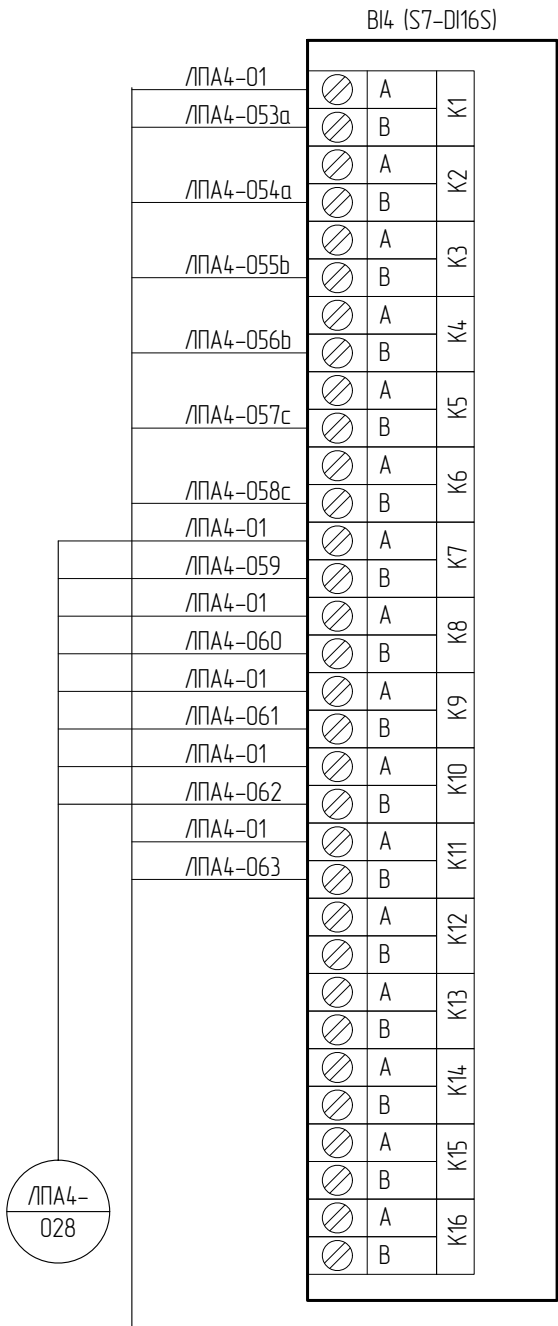 BI4 (S7-DI16S)
ЛПА4-01 A K1
ЛПА4-053a B
A K2
ЛПА4-054a B
A K3
ЛПА4-055b B
A K4
ЛПА4-056b B
A K5
ЛПА4-057c B
A K6
ЛПА4-058c B
ЛПА4-01 A K7
ЛПА4-059 B
ЛПА4-01 A K8
ЛПА4-060 B
ЛПА4-01 A K9
ЛПА4-061 B
ЛПА4-01 A K10
ЛПА4-062 B
ЛПА4-01 A K11
ЛПА4-063 B
A K12
B
A K13
B
A K14
B
A K15
B
A K16
B
ЛПА4-
028